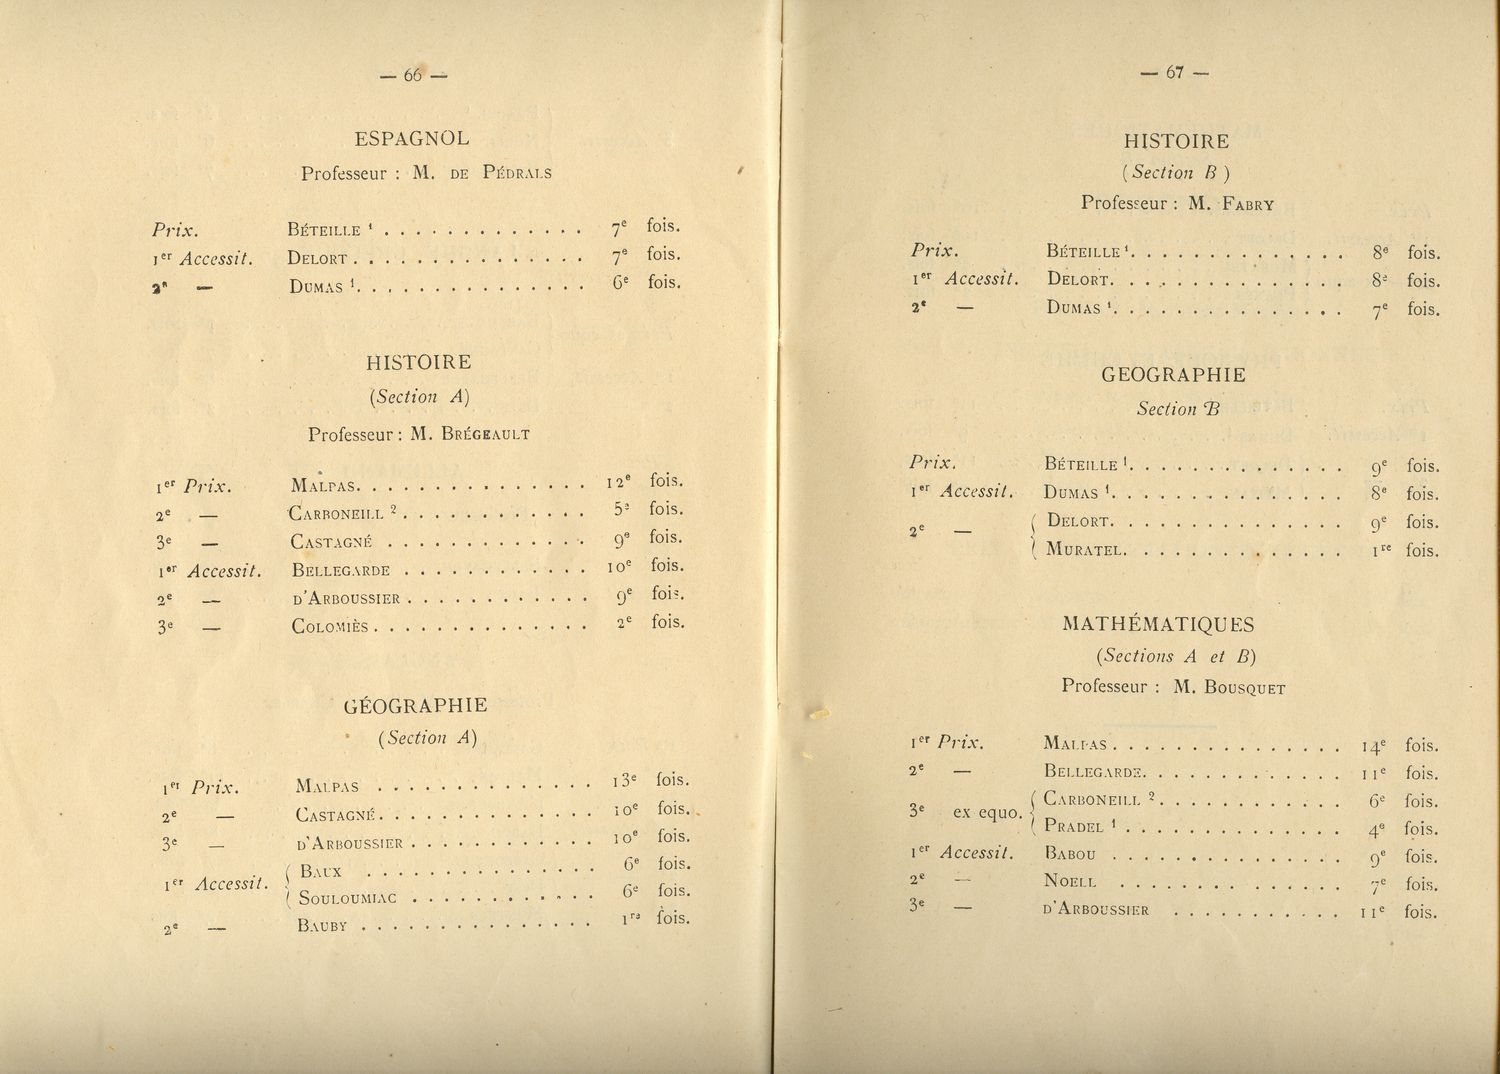 — 66 —
ESPAGNOL
Professeur : M. DE PÉDRALS
Prix. BÉTEILLE ¹ . . . . . . . . . . . . . 7ᵉ fois.
1ᵉʳ Accessit. DELORT . . . . . . . . . . . . . . . 7ᵉ fois.
2ᵉ — DUMAS ¹ . . . . . . . . . . . . . . . 6ᵉ fois.
HISTOIRE
(Section A)
Professeur : M. BRÉGEAULT
1ᵉʳ Prix. MALPAS . . . . . . . . . . . . . . . 12ᵉ fois.
2ᵉ — CARBONEILL ² . . . . . . . . . . . . 5ᵉ fois.
3ᵉ — CASTAGNÉ . . . . . . . . . . . . . 9ᵉ fois.
1ᵉʳ Accessit. BELLEGARDE . . . . . . . . . . . . 10ᵉ fois.
2ᵉ — D'ARBOUSSIER . . . . . . . . . . . . 9ᵉ fois.
3ᵉ — COLOMIÈS . . . . . . . . . . . . . . 2ᵉ fois.
GÉOGRAPHIE
(Section A)
1ᵉʳ Prix. MALPAS . . . . . . . . . . . . . . 13ᵉ fois.
2ᵉ — CASTAGNÉ . . . . . . . . . . . . . . 10ᵉ fois.
3ᵉ — D'ARBOUSSIER . . . . . . . . . . . . 10ᵉ fois.
1ᵉʳ Accessit. { BAUX . . . . . . . . . . . . . . . 6ᵉ fois.
SOULOUMIAC . . . . . . . . . . . . 6ᵉ fois.
2ᵉ — BAUBY . . . . . . . . . . . . . . . 1ʳᵉ fois.
— 67 —
HISTOIRE
(Section B)
Professeur : M. FABRY
Prix. BÉTEILLE ¹ . . . . . . . . . . . . . . 8ᵉ fois.
1ᵉʳ Accessit. DELORT . . . . . . . . . . . . . . . 8ᵉ fois.
2ᵉ — DUMAS ¹ . . . . . . . . . . . . . . . 7ᵉ fois.
GEOGRAPHIE
Section B
Prix. BÉTEILLE ¹ . . . . . . . . . . . . . . 9ᵉ fois.
1ᵉʳ Accessit. DUMAS ¹ . . . . . . . . . . . . . . . 8ᵉ fois.
2ᵉ — { DELORT . . . . . . . . . . . . . . . 9ᵉ fois.
MURATEL . . . . . . . . . . . . . . 1ʳᵉ fois.
MATHÉMATIQUES
(Sections A et B)
Professeur : M. BOUSQUET
1ᵉʳ Prix. MALPAS . . . . . . . . . . . . . . . 14ᵉ fois.
2ᵉ — BELLEGARDE . . . . . . . . . . . . . 11ᵉ fois.
3ᵉ ex equo. { CARBONEILL ² . . . . . . . . . . . . 6ᵉ fois.
PRADEL ¹ . . . . . . . . . . . . . . 4ᵉ fois.
1ᵉʳ Accessit. BABOU . . . . . . . . . . . . . . . 9ᵉ fois.
2ᵉ — NOELL . . . . . . . . . . . . . . 7ᵉ fois.
3ᵉ — D'ARBOUSSIER . . . . . . . . . . . 11ᵉ fois.